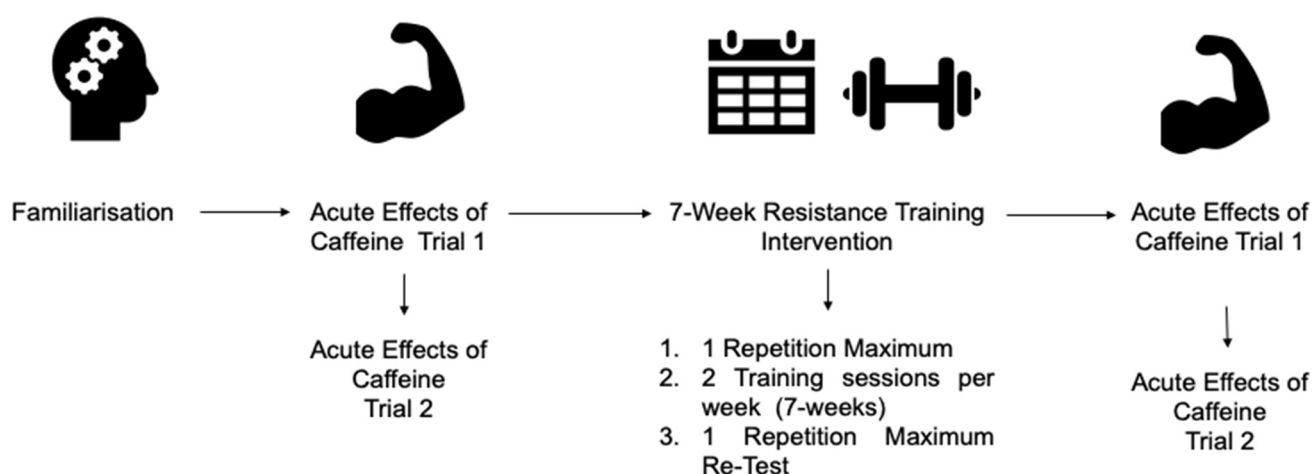 Familiarisation
Acute Effects of
Caffeine Trial 1
Acute Effects of
Caffeine
Trial 2
7-Week Resistance Training
Intervention
1. 1 Repetition Maximum
2. 2 Training sessions per
week (7-weeks)
3. 1 Repetition Maximum
Re-Test
Acute Effects of
Caffeine Trial 1
Acute Effects of
Caffeine
Trial 2